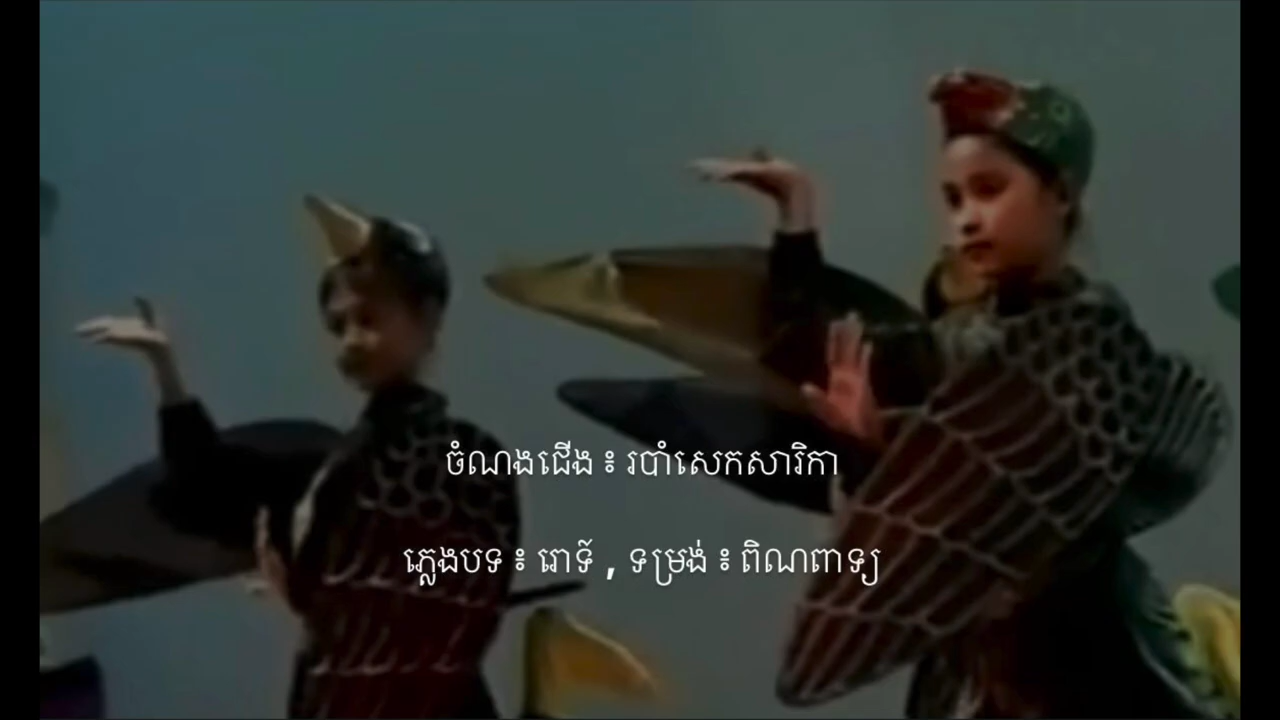 ចំណងជើង ៖ របាំសេកសារិកា
ភ្លេងបទ ៖ រោទ៍ , ទម្រង់ ៖ ពិណពាទ្យ